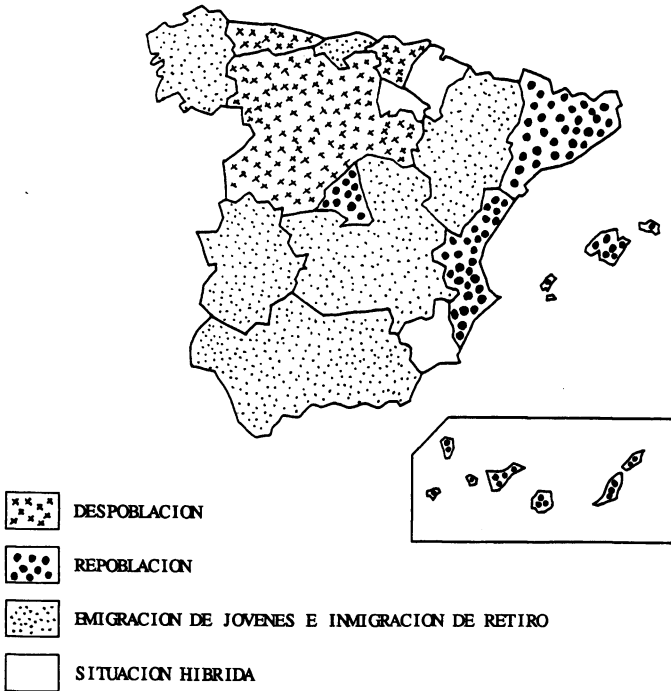 DESPOBLACION
REPOBLACION
EMIGRACION DE JOVENES E INMIGRACION DE RETIRO
SITUACION HIBRIDA